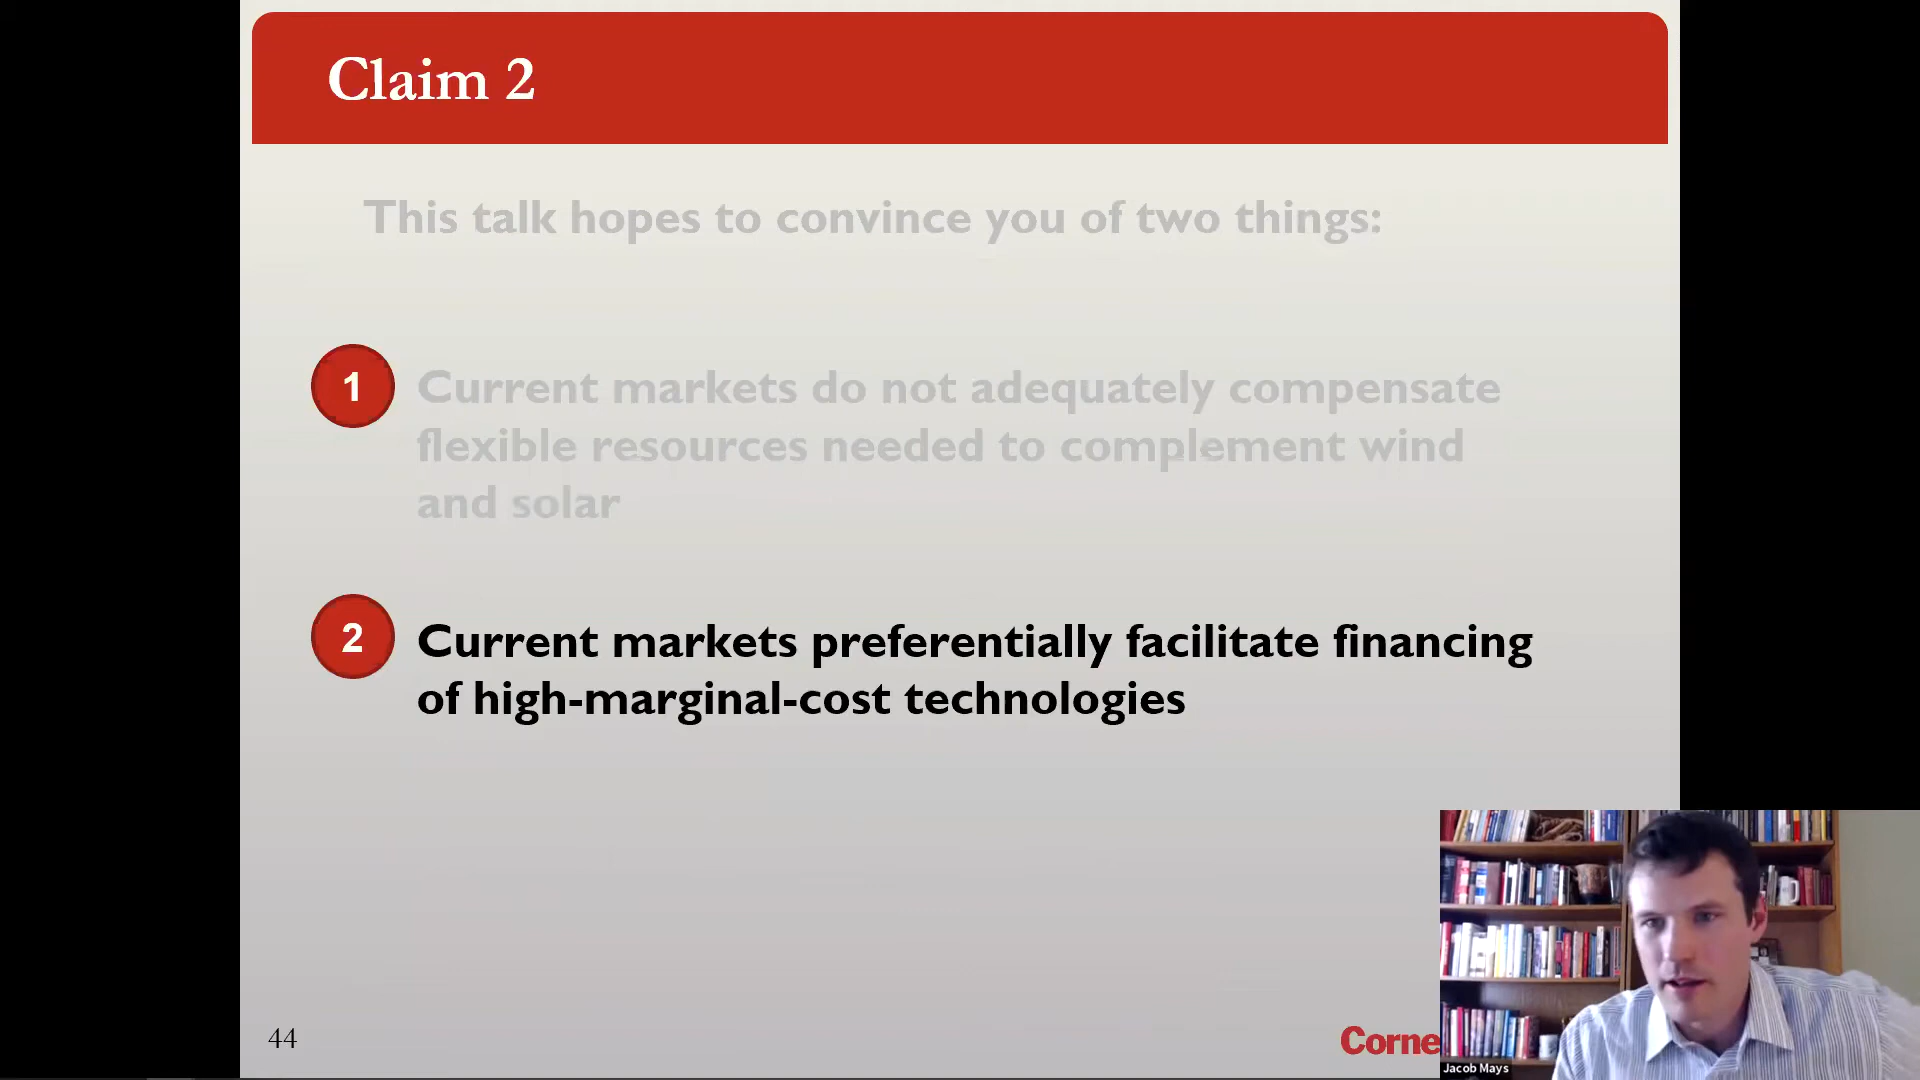 Claim 2
This talk hopes to convince you of two things:
1
Current markets do not adequately compensate
flexible resources needed to complement wind
and solar
2
Current markets preferentially facilitate financing
of high-marginal-cost technologies
44
Corne
Jacob Mays